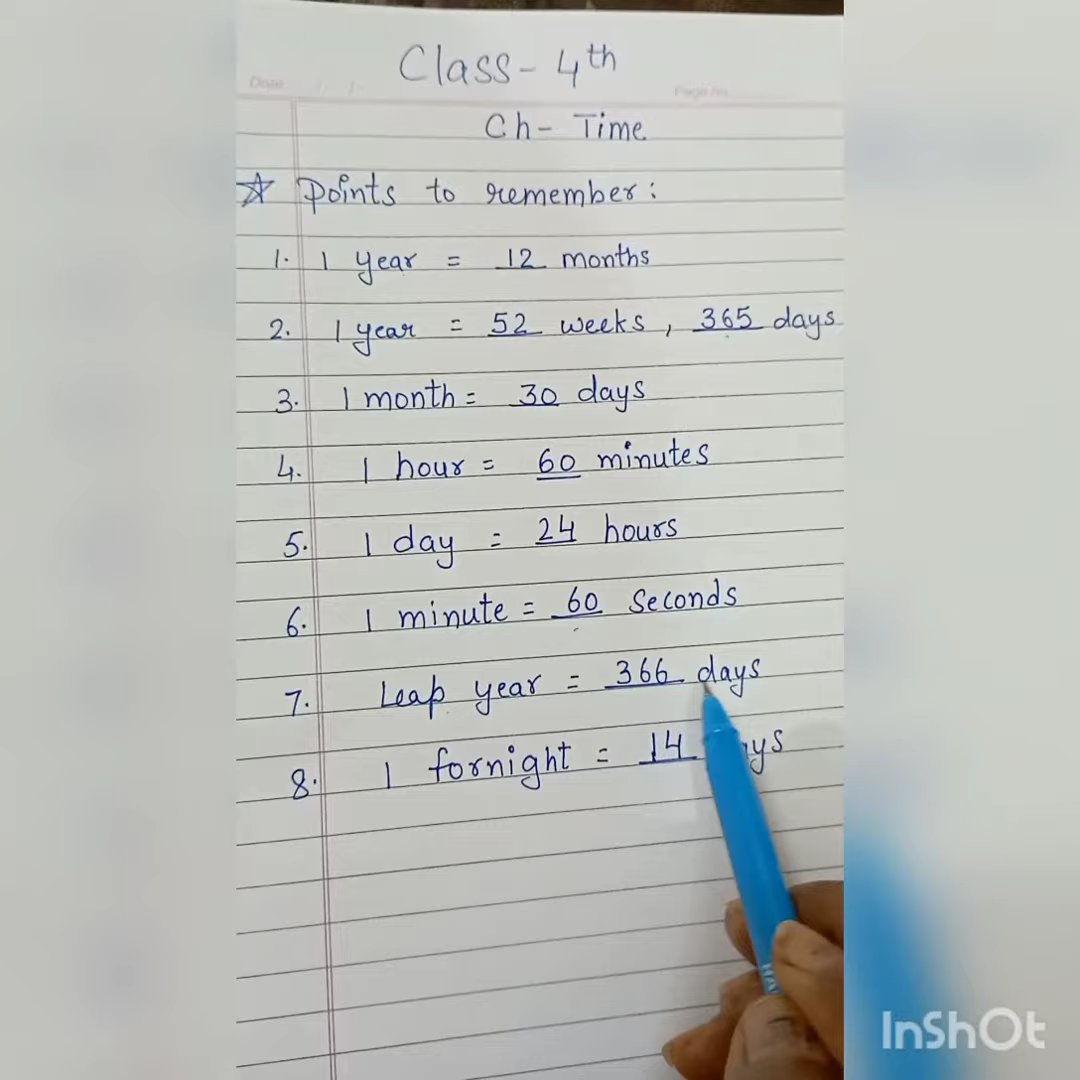 Class- 4th
Date / /
Page No.
Ch- Time
☆ Points to remember:
1. 1 year = 12 months
2. 1 year = 52 weeks, 365 days
3. 1 month = 30 days
4. 1 hour = 60 minutes
5. 1 day = 24 hours
6. 1 minute = 60 seconds
7. Leap year = 366 days
8. 1 fornight = 14
InShOt